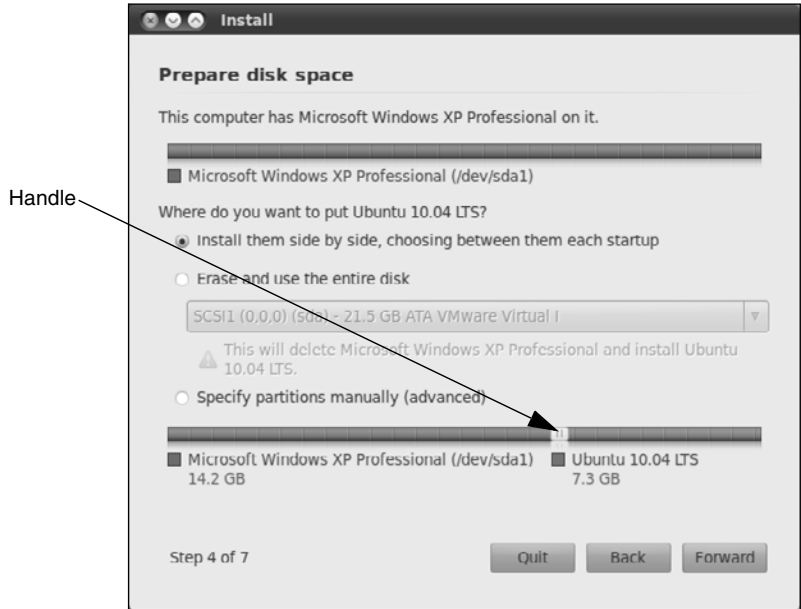 Install
Prepare disk space
This computer has Microsoft Windows XP Professional on it.
Microsoft Windows XP Professional (/dev/sda1)
Handle
Where do you want to put Ubuntu 10.04 LTS?
Install them side by side, choosing between them each startup
Erase and use the entire disk
SCSI1 (0,0,0) (sda) - 21.5 GB ATA VMware Virtual I
This will delete Microsoft Windows XP Professional and install Ubuntu
10.04 LTS.
Specify partitions manually (advanced)
Microsoft Windows XP Professional (/dev/sda1) Ubuntu 10.04 LTS
14.2 GB 7.3 GB
Step 4 of 7 Quit Back Forward